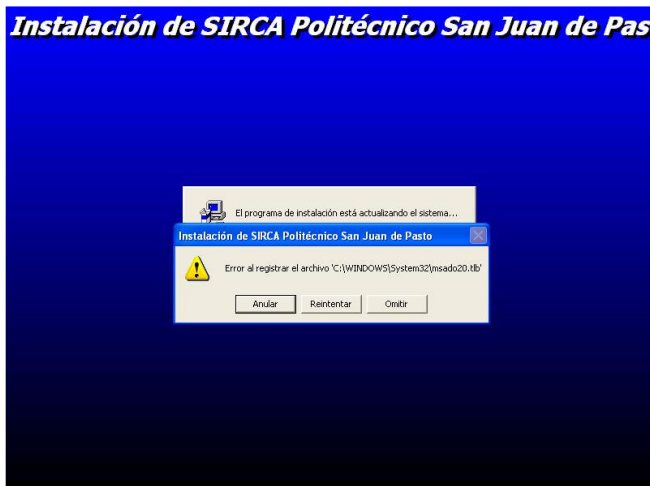 Instalación de SIRCA Politécnico San Juan de Pas
El programa de instalación está actualizando el sistema...
Instalación de SIRCA Politécnico San Juan de Pasto
Error al registrar el archivo 'C:\WINDOWS\System32\msado20.tlb'
Anular Reintentar Omitir